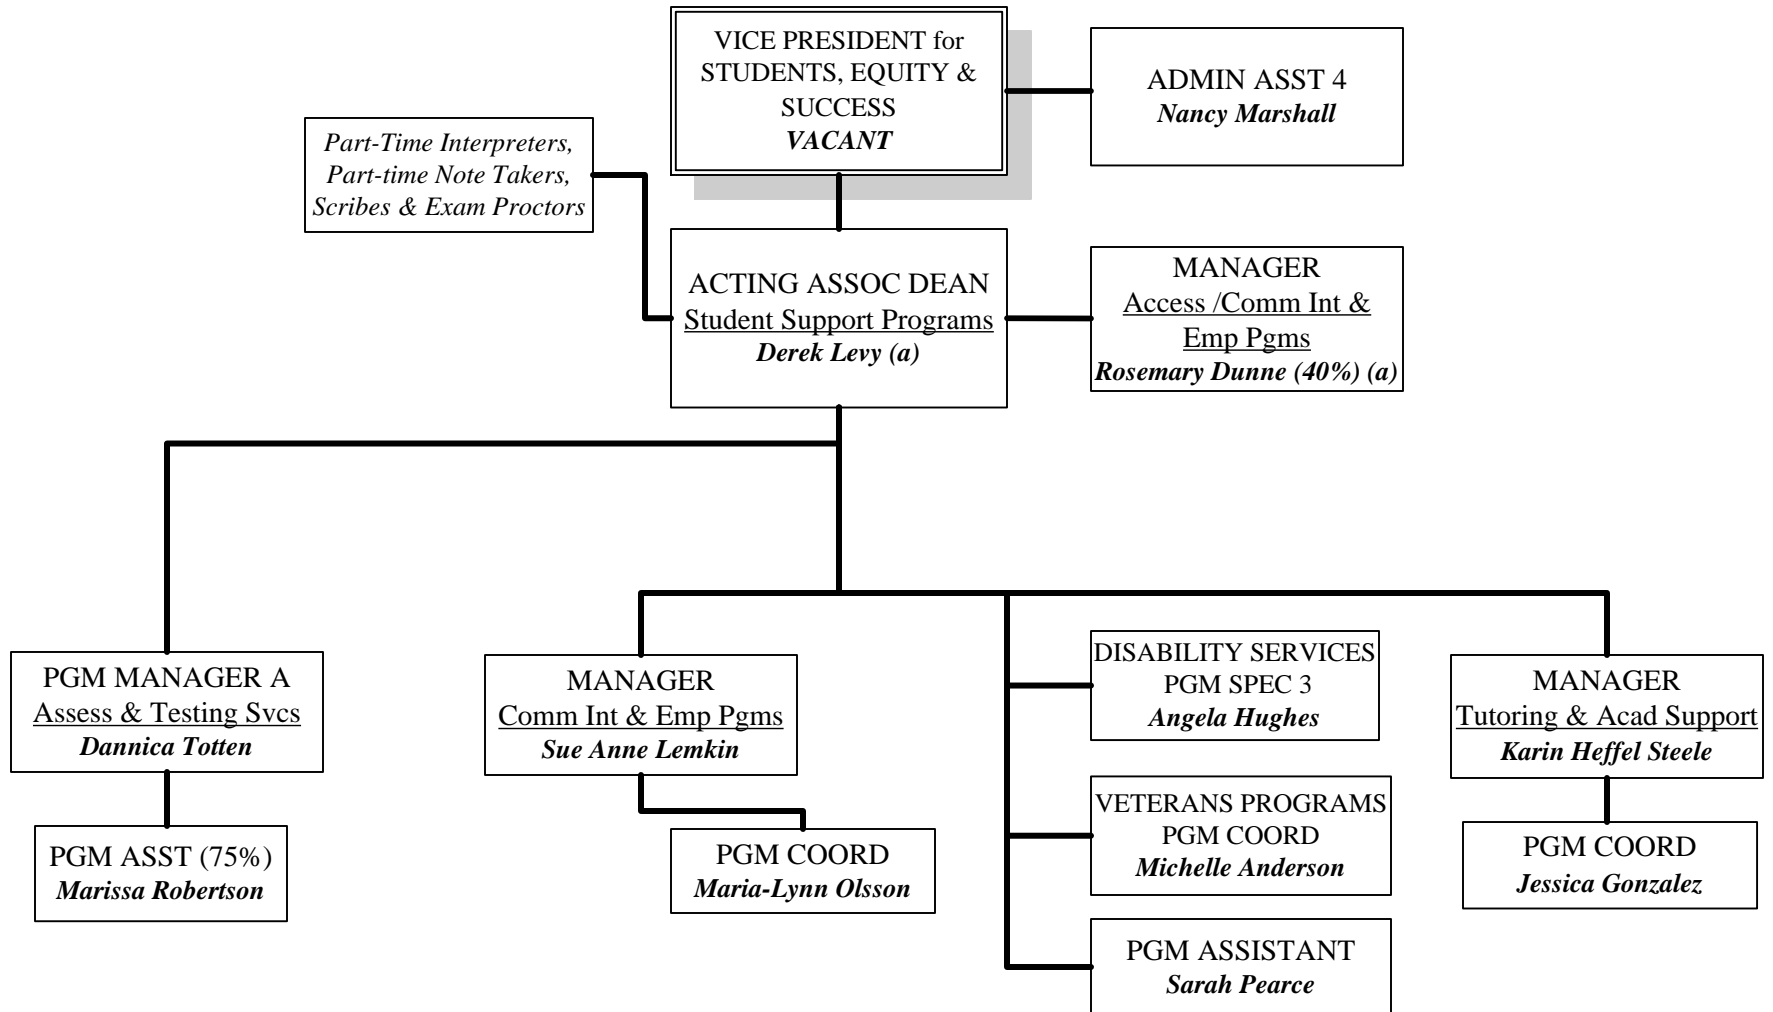 VICE PRESIDENT for
STUDENTS, EQUITY &
SUCCESS
VACANT
ADMIN ASST 4
Nancy Marshall
Part-Time Interpreters,
Part-time Note Takers,
Scribes & Exam Proctors
ACTING ASSOC DEAN
Student Support Programs
Derek Levy (a)
MANAGER
Access /Comm Int &
Emp Pgms
Rosemary Dunne (40%) (a)
PGM MANAGER A
Assess & Testing Svcs
Dannica Totten
PGM ASST (75%)
Marissa Robertson
MANAGER
Comm Int & Emp Pgms
Sue Anne Lemkin
PGM COORD
Maria-Lynn Olsson
DISABILITY SERVICES
PGM SPEC 3
Angela Hughes
VETERANS PROGRAMS
PGM COORD
Michelle Anderson
PGM ASSISTANT
Sarah Pearce
MANAGER
Tutoring & Acad Support
Karin Heffel Steele
PGM COORD
Jessica Gonzalez